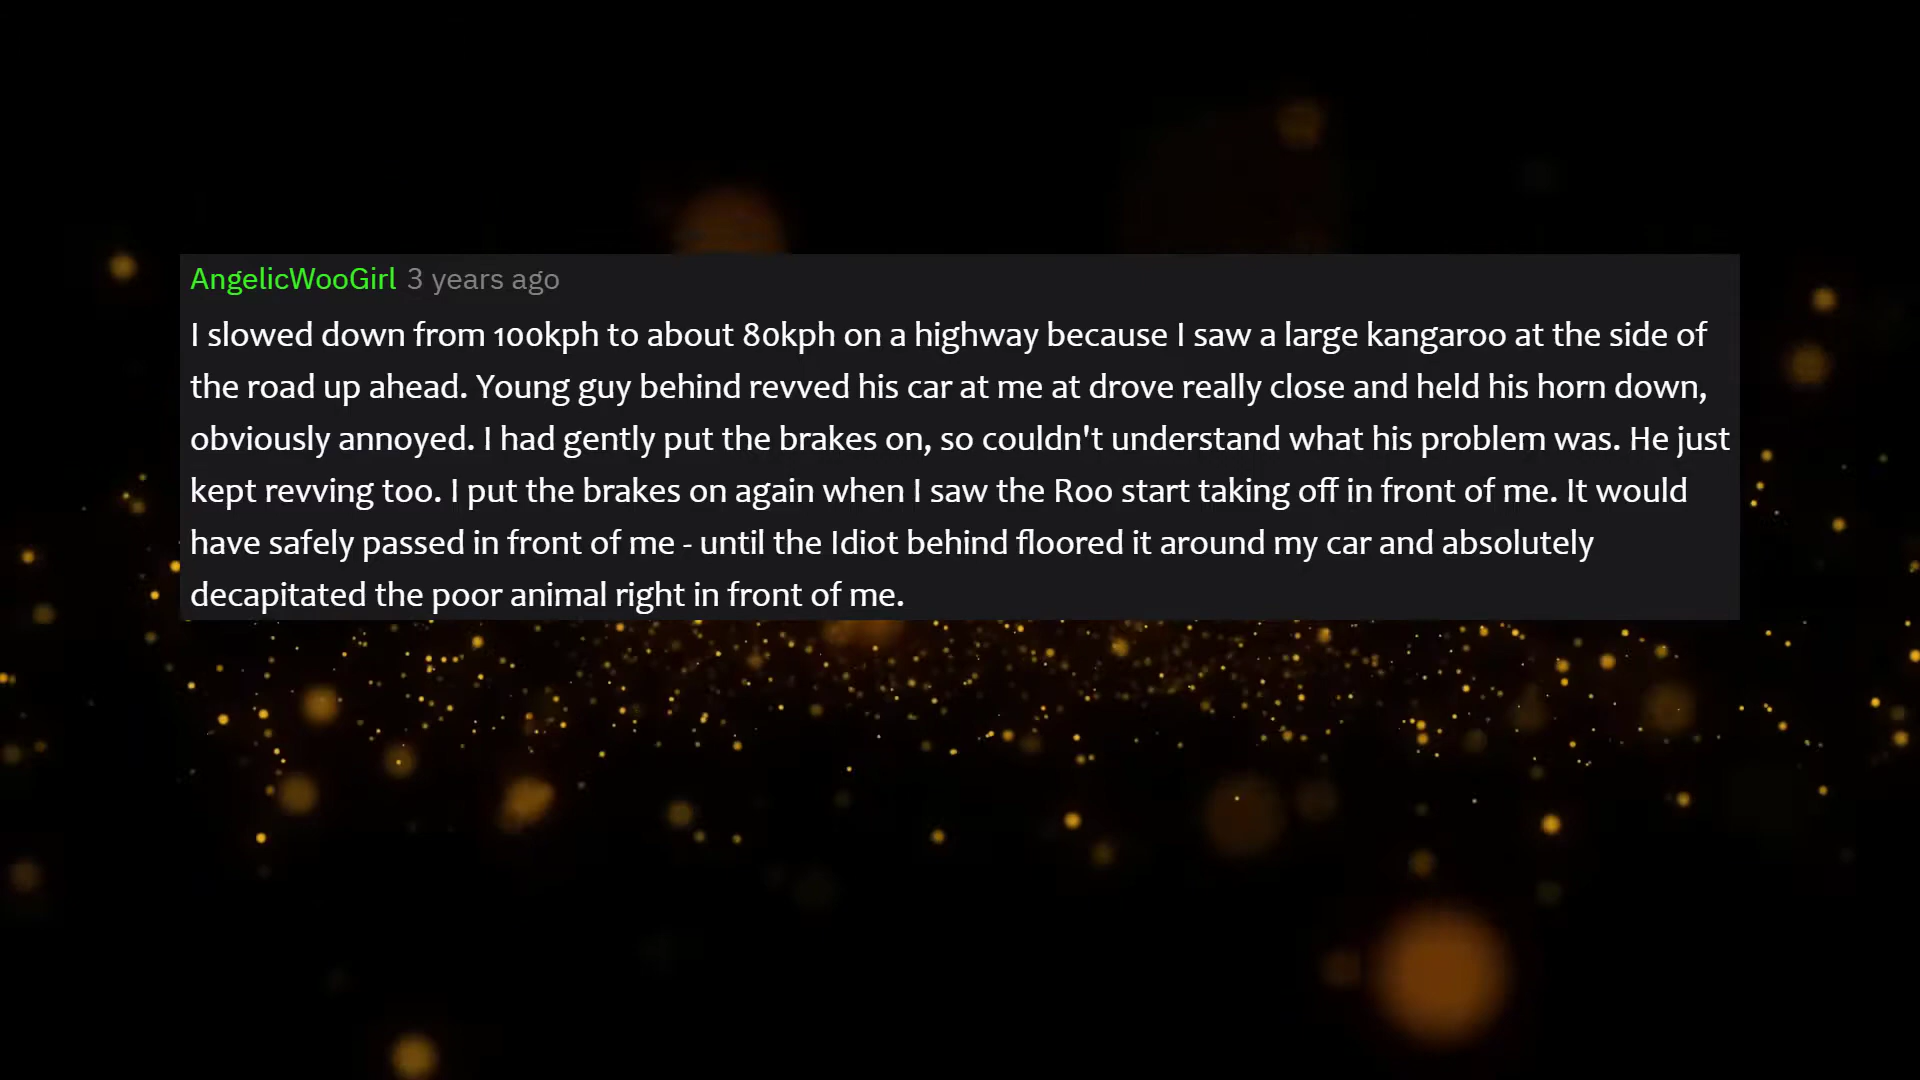 AngelicWooGirl 3 years ago
I slowed down from 100kph to about 80kph on a highway because I saw a large kangaroo at the side of
the road up ahead. Young guy behind revved his car at me at drove really close and held his horn down,
obviously annoyed. I had gently put the brakes on, so couldn't understand what his problem was. He just
kept revving too. I put the brakes on again when I saw the Roo start taking off in front of me. It would
have safely passed in front of me - until the Idiot behind floored it around my car and absolutely
decapitated the poor animal right in front of me.